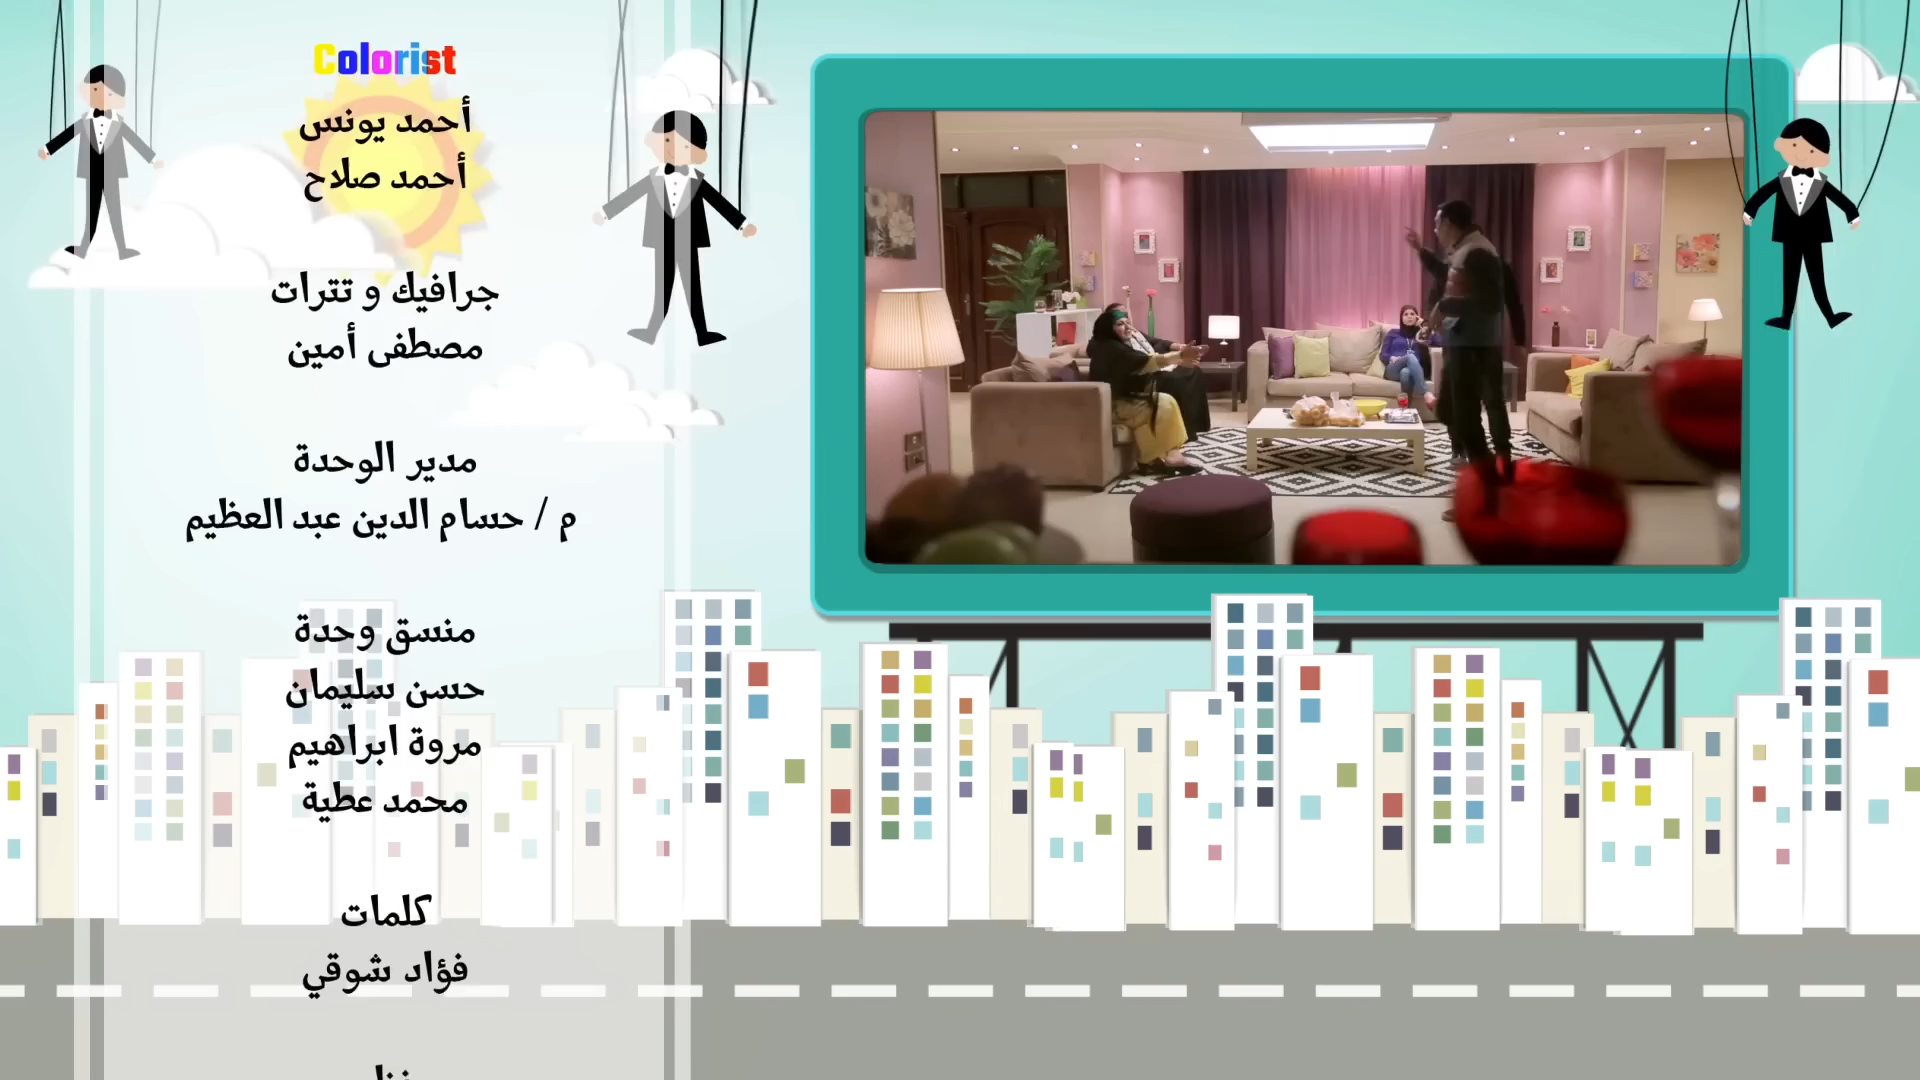 Colorist
أحمد يونس
أحمد صلاح
جرافيك و تترات
مصطفى أمين
مدير الوحدة
م / حسام الدين عبد العظيم
منسق وحدة
حسن سليمان
مروة ابراهيم
محمد عطية
كلمات
فؤاد شوقي